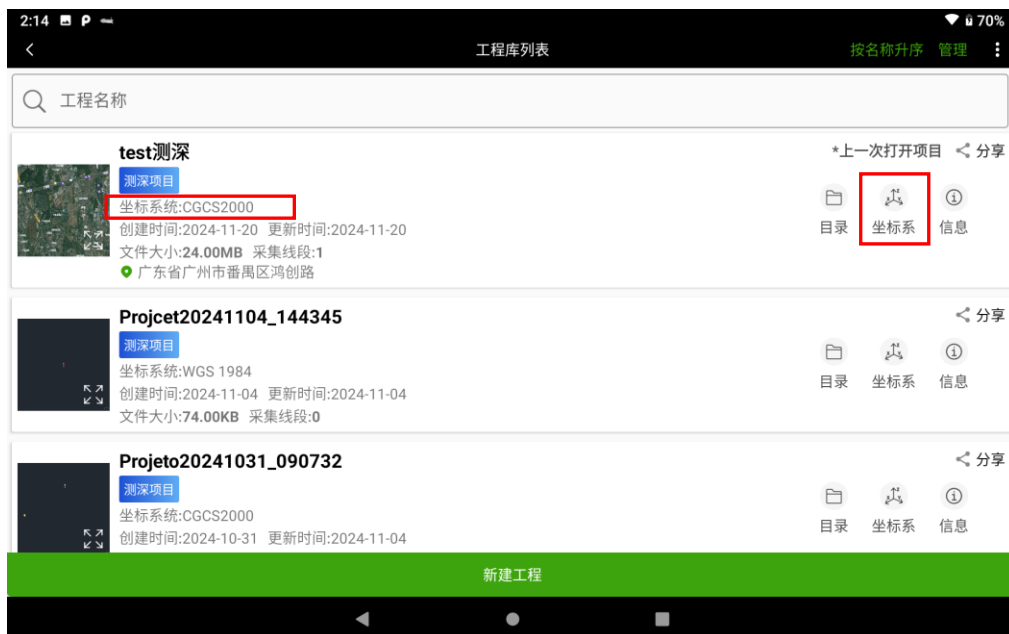 2:14 70%
工程库列表 按名称升序 管理
工程名称
test测深 *上一次打开项目 分享
测深项目
坐标系统:CGCS2000
创建时间:2024-11-20 更新时间:2024-11-20
目录 坐标系 信息
文件大小:24.00MB 采集线段:1
广东省广州市番禺区鸿创路
Projcet20241104_144345 分享
测深项目
坐标系统:WGS 1984
目录 坐标系 信息
创建时间:2024-11-04 更新时间:2024-11-04
文件大小:74.00KB 采集线段:0
Projeto20241031_090732 分享
测深项目
坐标系统:CGCS2000
目录 坐标系 信息
创建时间:2024-10-31 更新时间:2024-11-04
新建工程